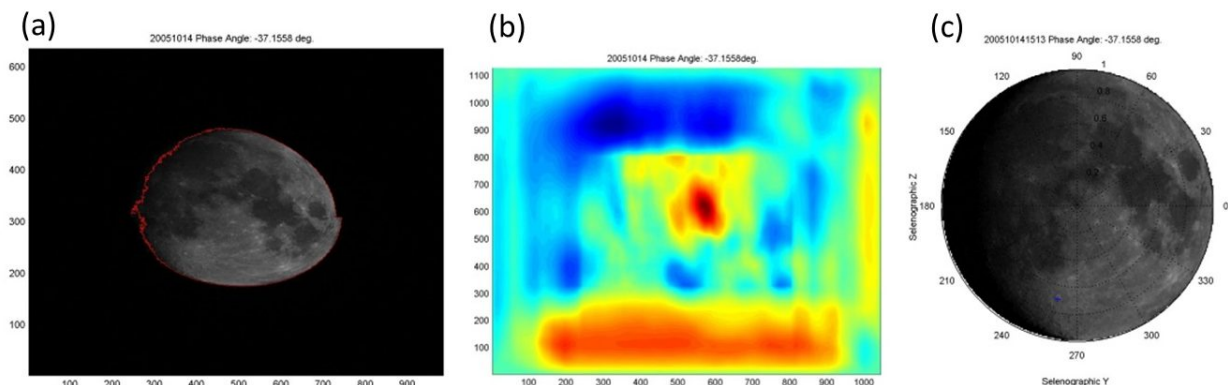 (a)
20051014 Phase Angle: -37.1558 deg.
600
500
400
300
200
100
100 200 300 400 500 600 700 800 900
(b)
20051014 Phase Angle: -37.1558deg.
1100
1000
900
800
700
600
500
400
300
200
100
100 200 300 400 500 600 700 800 900 1000
(c)
200510141513 Phase Angle: -37.1558 deg.
90
120 1 60
0.8
150 0.6 30
0.4
0.2
180 0
210 330
240 300
270
Selenographic Z
Selenographic Y